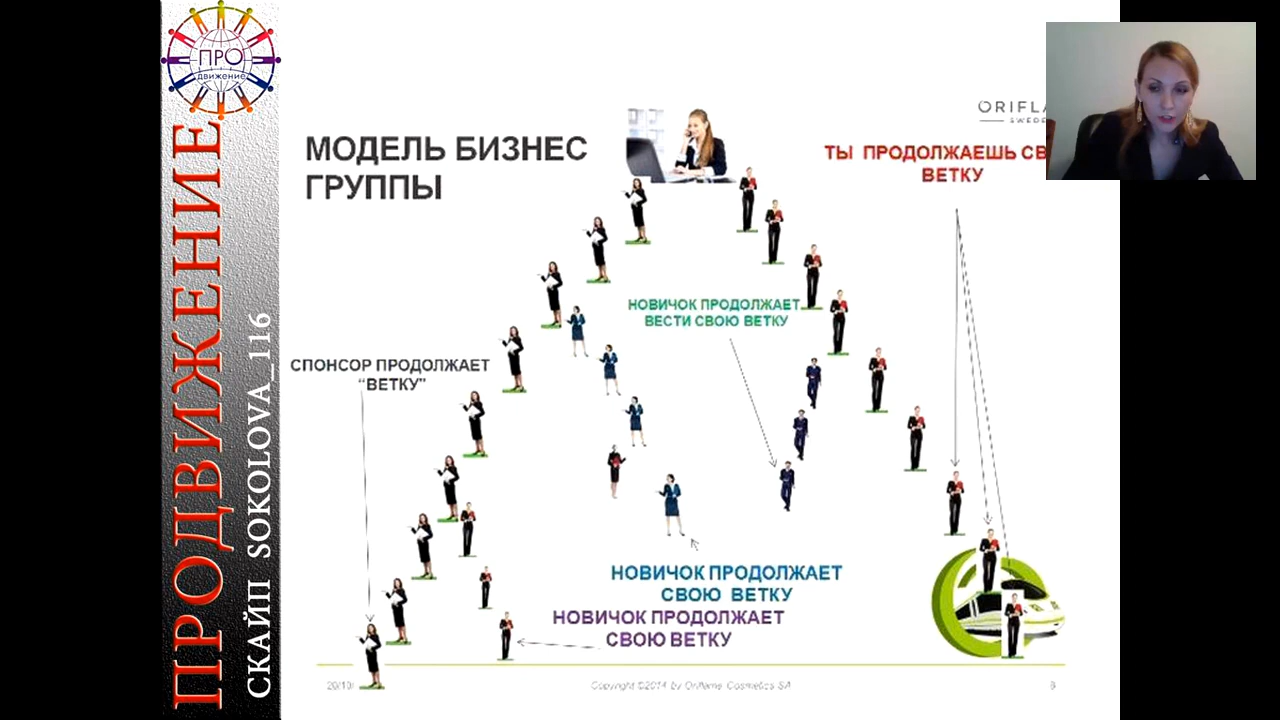 ПРО
движение
ПРОДВИЖЕНИЕ
СКАЙП SOKOLOVA_116
МОДЕЛЬ БИЗНЕС
ГРУППЫ
ТЫ ПРОДОЛЖАЕШЬ СВ
ВЕТКУ
НОВИЧОК ПРОДОЛЖАЕТ
ВЕСТИ СВОЮ ВЕТКУ
СПОНСОР ПРОДОЛЖАЕТ
“ВЕТКУ”
НОВИЧОК ПРОДОЛЖАЕТ
СВОЮ ВЕТКУ
НОВИЧОК ПРОДОЛЖАЕТ
СВОЮ ВЕТКУ
Copyright ©2014 by Oriflame Cosmetics SA